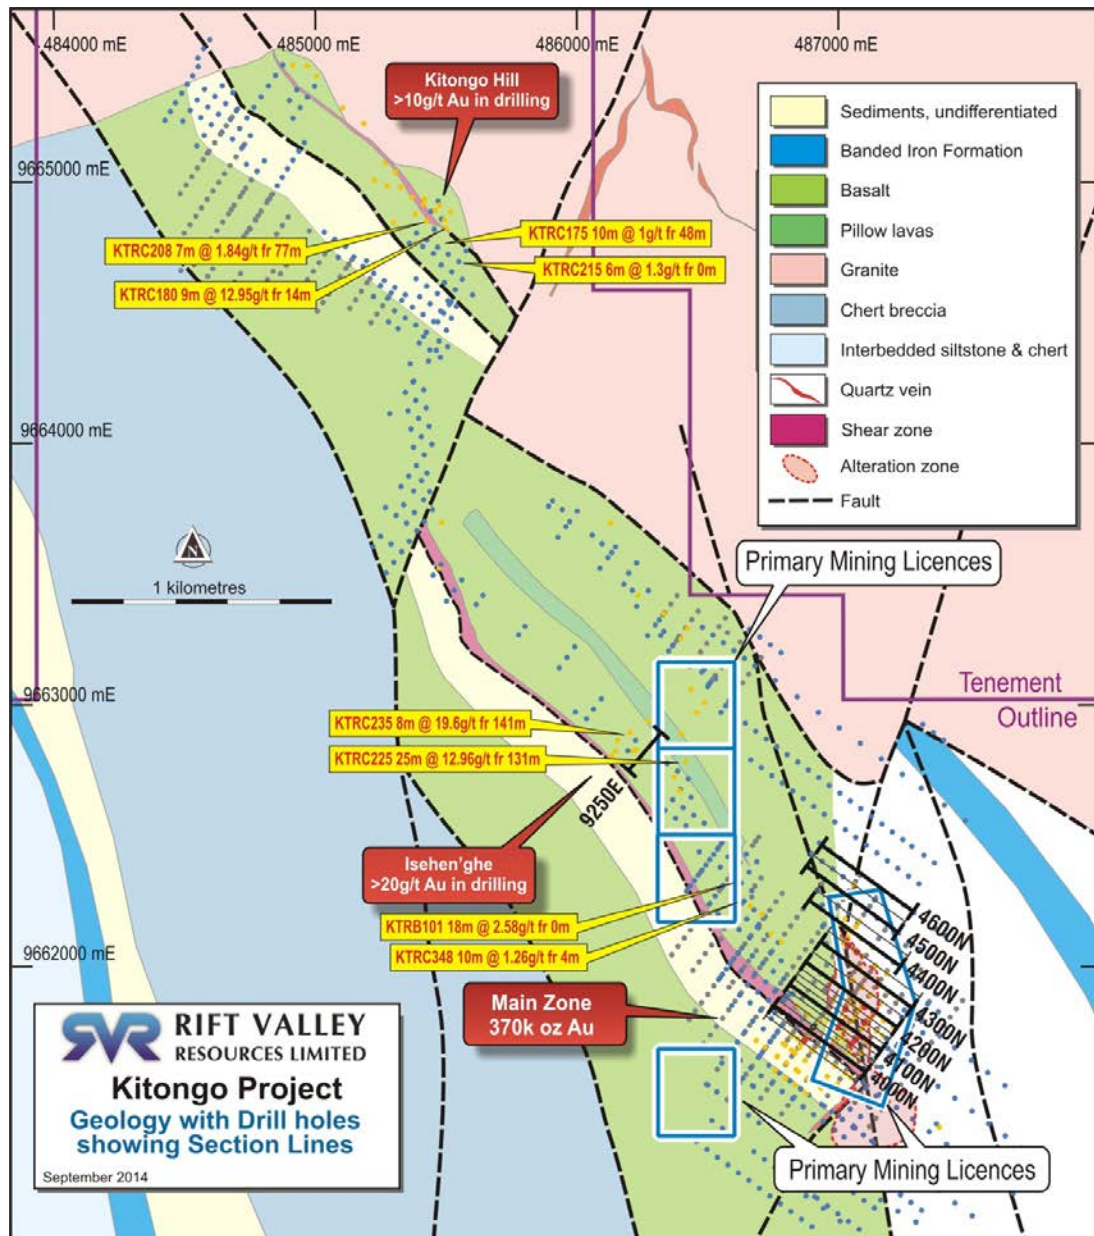 484000 mE
485000 mE
486000 mE
487000 mE
Kitongo Hill
>10g/t Au in drilling
Sediments, undifferentiated
Banded Iron Formation
Basalt
Pillow lavas
Granite
Chert breccia
Interbedded siltstone & chert
Quartz vein
Shear zone
Alteration zone
Fault
9665000 mE
KTRC208 7m @ 1.84g/t fr 77m
KTRC175 10m @ 1g/t fr 48m
KTRC215 6m @ 1.3g/t fr 0m
KTRC180 9m @ 12.95g/t fr 14m
9664000 mE
N
1 kilometres
Primary Mining Licences
9663000 mE
Tenement
Outline
KTRC235 8m @ 19.6g/t fr 141m
KTRC225 25m @ 12.96g/t fr 131m
9250E
Isehen'ghe
>20g/t Au in drilling
KTRB101 18m @ 2.58g/t fr 0m
KTRC348 10m @ 1.26g/t fr 4m
9662000 mE
4600N
4500N
4400N
4300N
4200N
4100N
4000N
Main Zone
370k oz Au
SVR RIFT VALLEY
RESOURCES LIMITED
Kitongo Project
Geology with Drill holes
showing Section Lines
September 2014
Primary Mining Licences